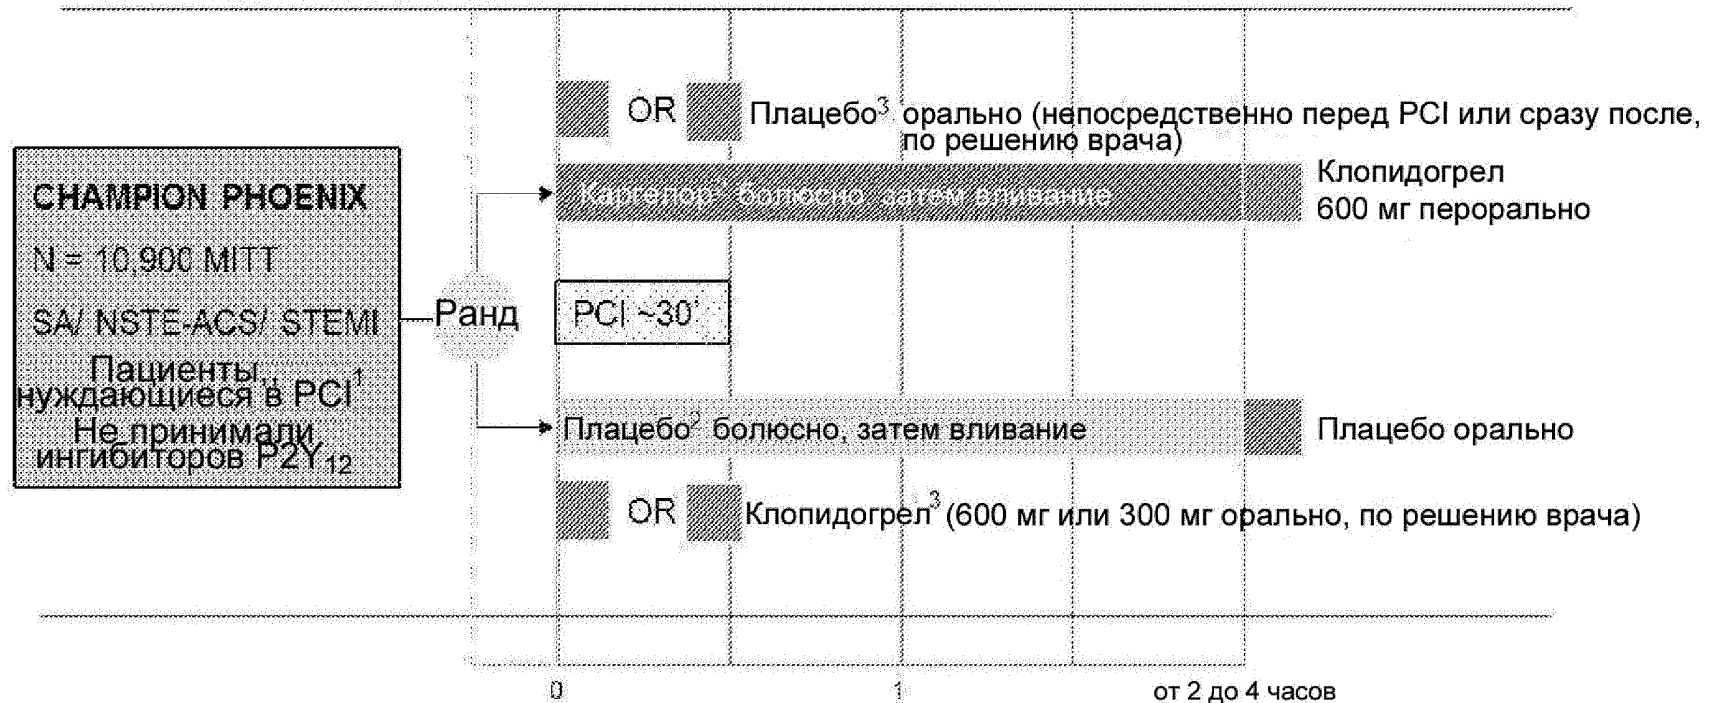 OR Плацебо³ орально (непосредственно перед PCI или сразу после,
по решению врача)
CHAMPION PHOENIX
N = 10,900 MITT
SA/ NSTE-ACS/ STEMI
Пациенты,
нуждающиеся в PCI¹
Не принимали
ингибиторов P2Y₁₂
Ранд
болюсно, затем вливание
Клопидогрел
600 мг перорально
PCI ~30'
Плацебо² болюсно, затем вливание
Плацебо орально
OR Клопидогрел³ (600 мг или 300 мг орально, по решению врача)
0
1
от 2 до 4 часов